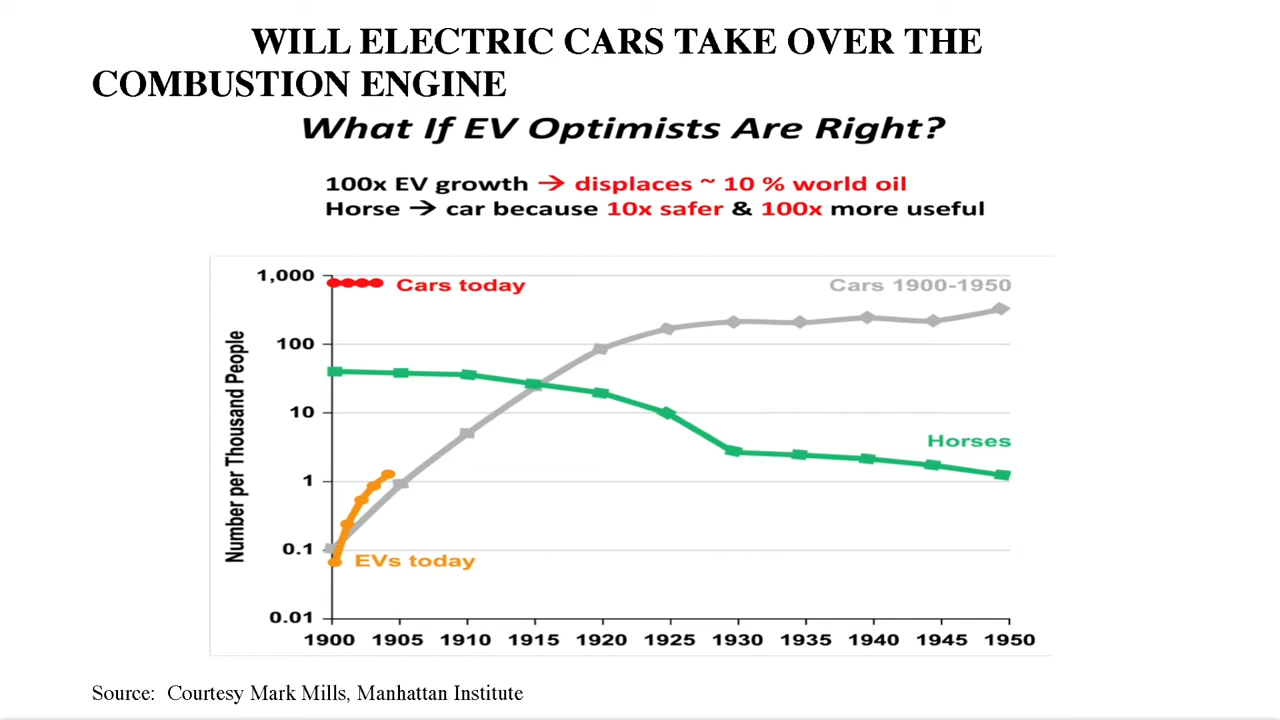 WILL ELECTRIC CARS TAKE OVER THE
COMBUSTION ENGINE
What If EV Optimists Are Right?
100x EV growth → displaces ~ 10 % world oil
Horse → car because 10x safer & 100x more useful
1,000
100
10
1
0.1
0.01
Number per Thousand People
Cars today
Cars 1900-1950
Horses
EVs today
1900 1905 1910 1915 1920 1925 1930 1935 1940 1945 1950
Source: Courtesy Mark Mills, Manhattan Institute